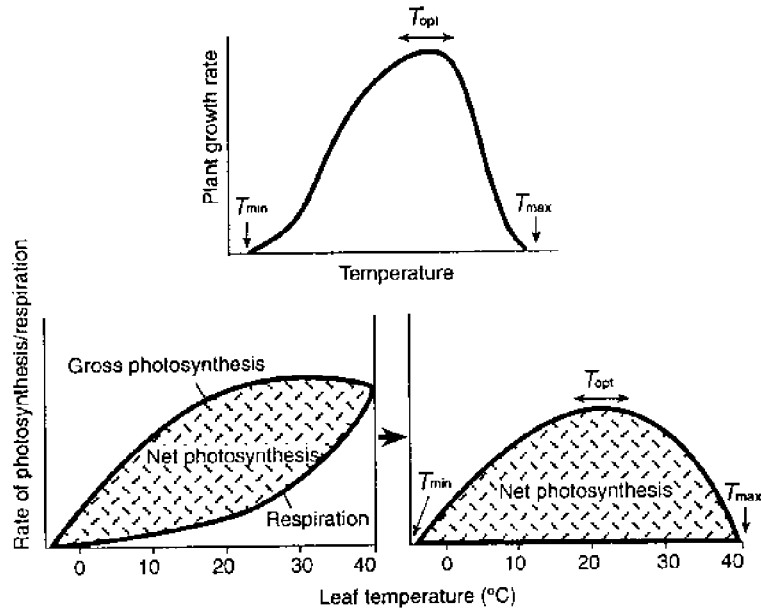 Topt
Plant growth rate
Tmin
Tmax
Temperature
Rate of photosynthesis/respiration
Gross photosynthesis
Net photosynthesis
Respiration
0 10 20 30 40
Topt
Tmin
Net photosynthesis
Tmax
0 10 20 30 40
Leaf temperature (°C)